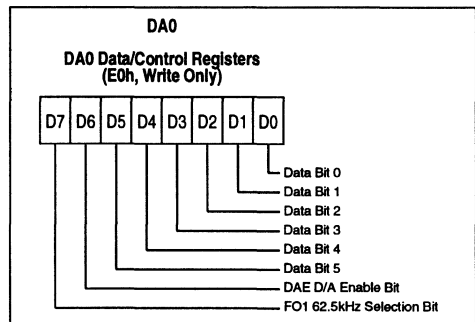 DA0
DA0 Data/Control Registers
(E0h, Write Only)
D7 D6 D5 D4 D3 D2 D1 D0
Data Bit 0
Data Bit 1
Data Bit 2
Data Bit 3
Data Bit 4
Data Bit 5
DAE D/A Enable Bit
FO1 62.5kHz Selection Bit